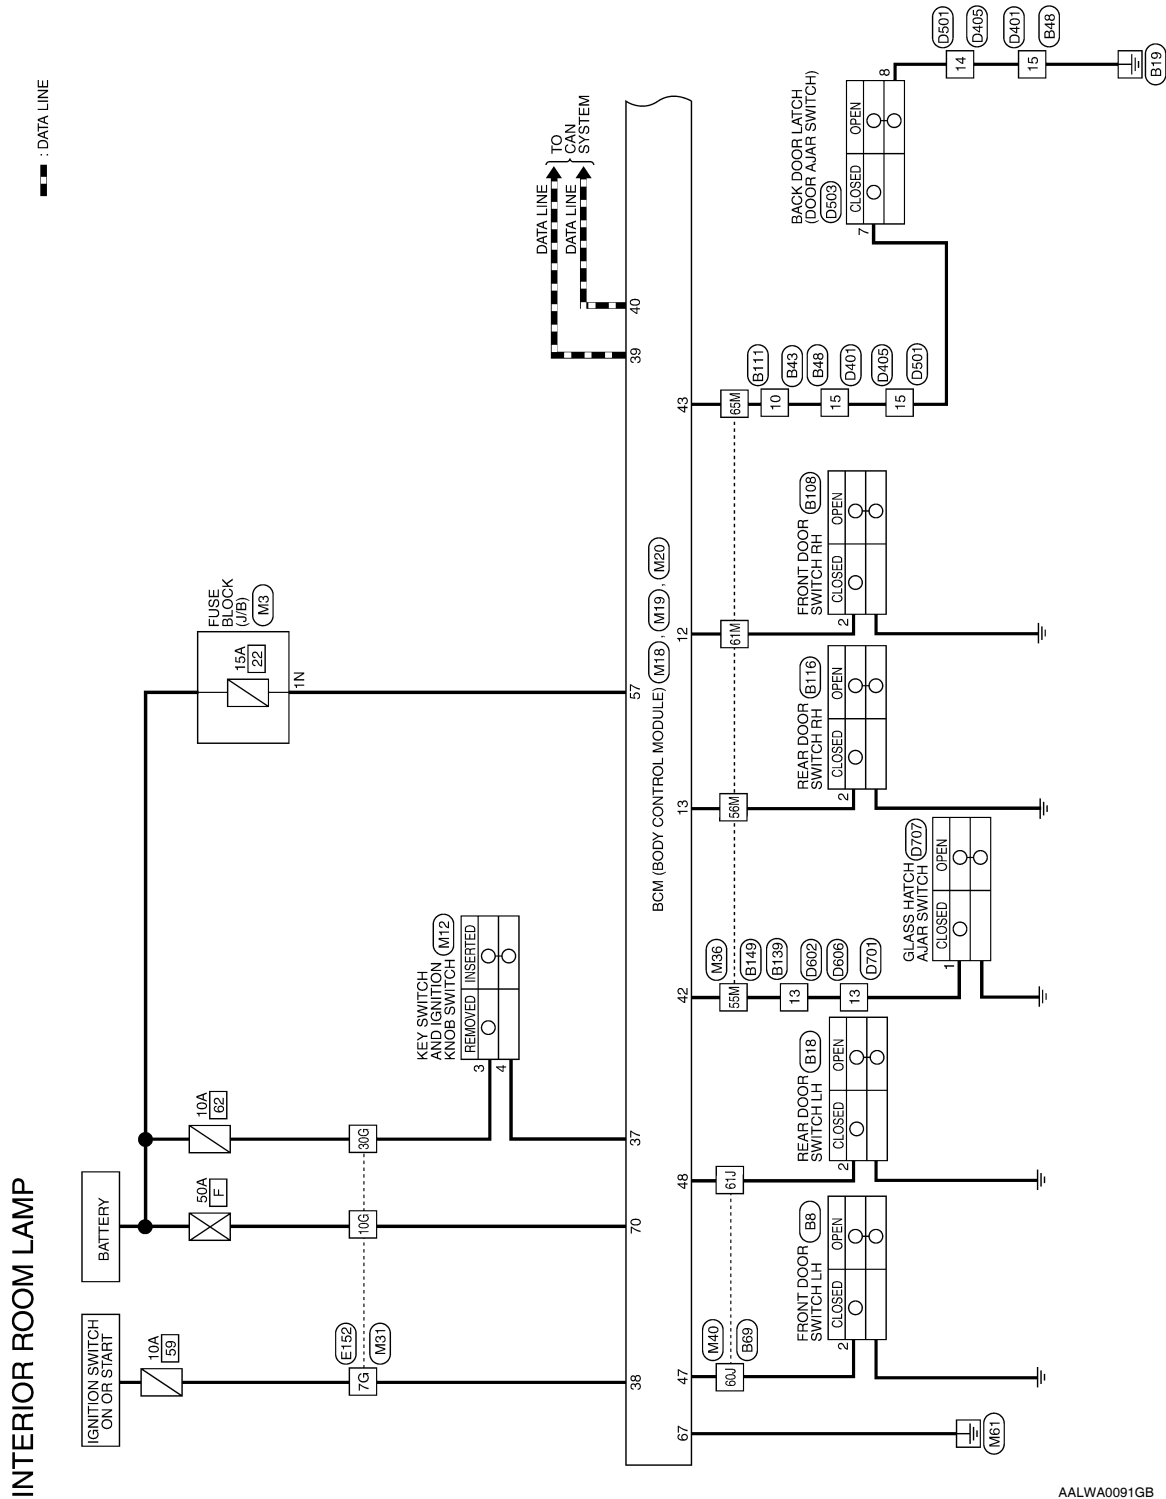 INTERIOR ROOM LAMP
: DATA LINE
IGNITION SWITCH
ON OR START
BATTERY
10A
59
50A
F
10A
62
15A
22
FUSE
BLOCK
(J/B)
M3
1N
7G
E152
M31
10G
30G
KEY SWITCH
AND IGNITION
KNOB SWITCH
M12
REMOVED
INSERTED
3
4
DATA LINE
DATA LINE
TO
CAN
SYSTEM
38
70
37
57
39
40
BCM (BODY CONTROL MODULE)
M18 , M19 , M20
67
47
48
42
13
12
43
60J
M40
B69
61J
55M
M36
B149
13
B139
D602
13
D606
D701
56M
61M
65M
B111
10
B43
15
B48
D401
15
D405
D501
M61
FRONT DOOR
SWITCH LH
B8
CLOSED
OPEN
2
REAR DOOR
SWITCH LH
B18
CLOSED
OPEN
2
GLASS HATCH
AJAR SWITCH
D707
CLOSED
OPEN
1
REAR DOOR
SWITCH RH
B116
CLOSED
OPEN
2
FRONT DOOR
SWITCH RH
B108
CLOSED
OPEN
2
BACK DOOR LATCH
(DOOR AJAR SWITCH)
D503
CLOSED
OPEN
7
8
14
D501
D405
15
D401
B48
B19
AALWA0091GB